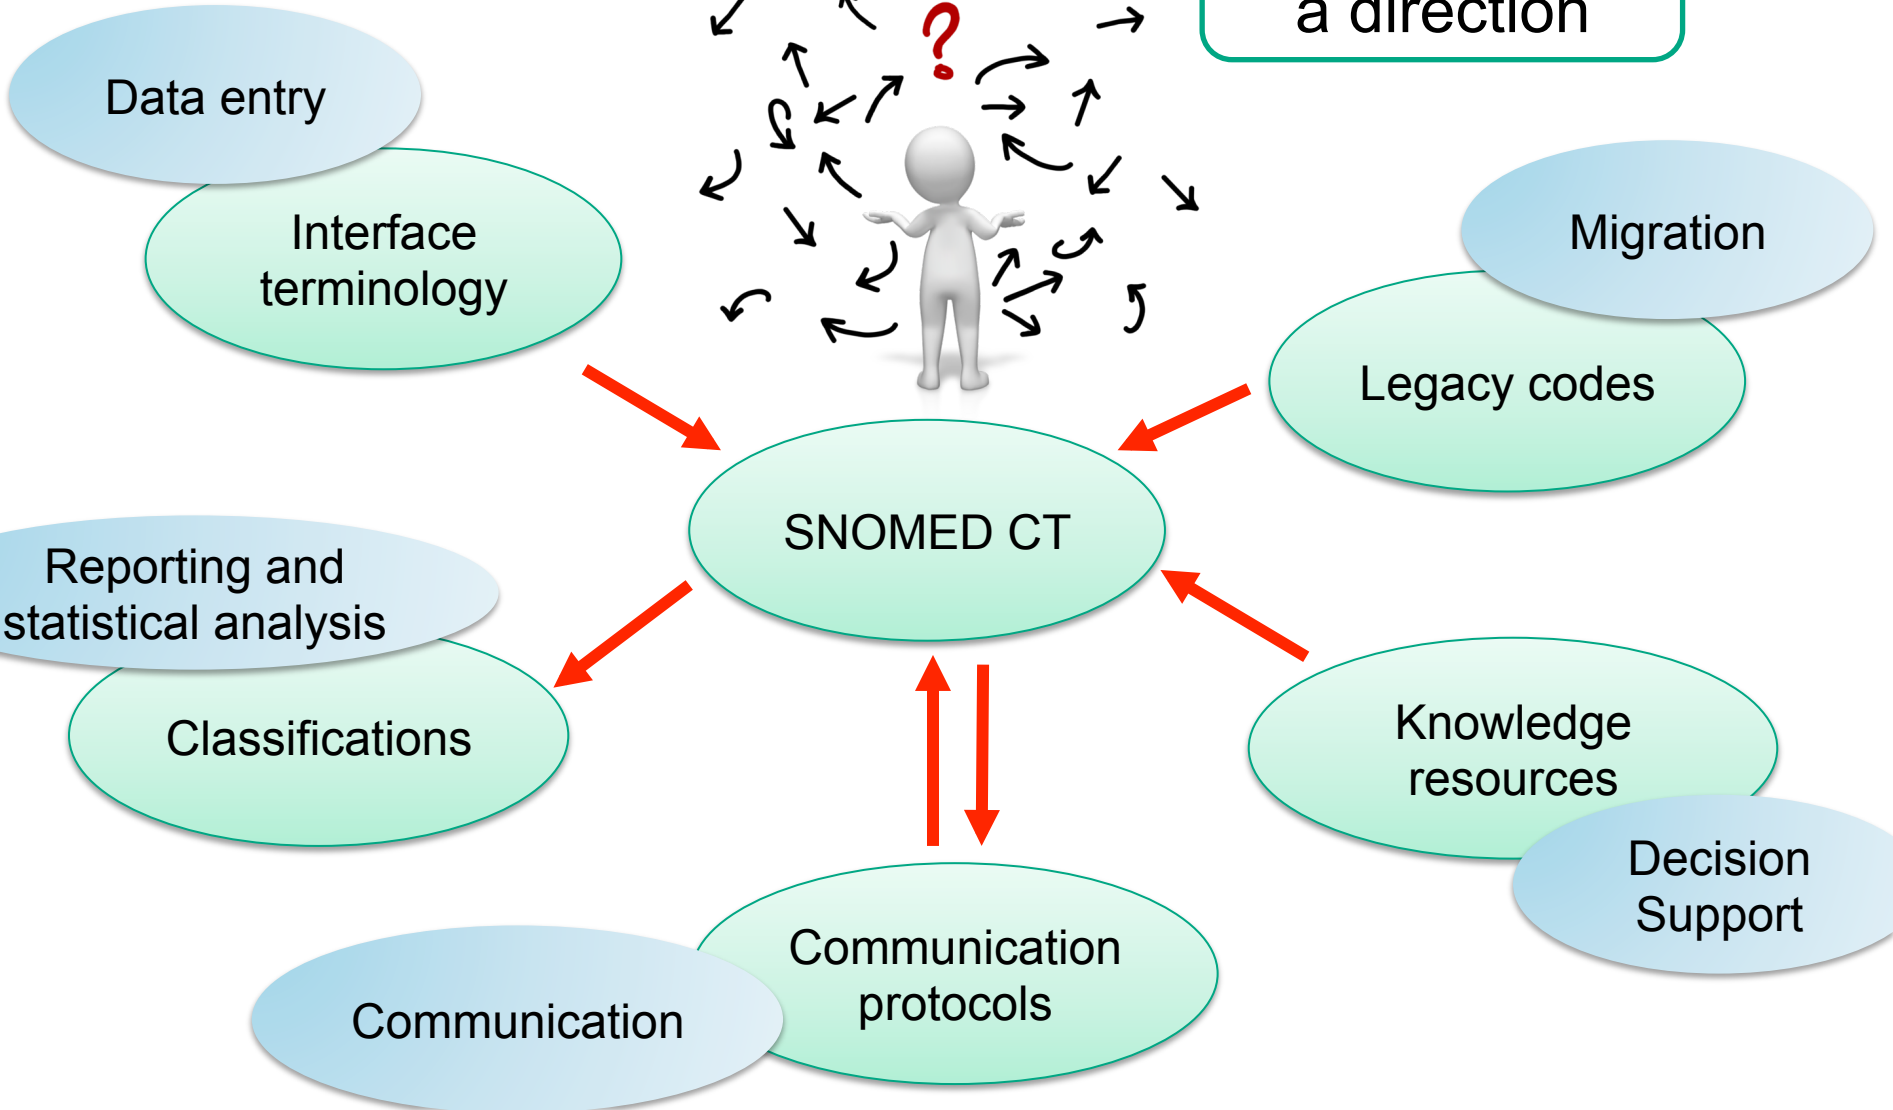 a direction
?
Data entry
Interface
terminology
Migration
Legacy codes
SNOMED CT
Reporting and
statistical analysis
Classifications
Knowledge
resources
Decision
Support
Communication
protocols
Communication